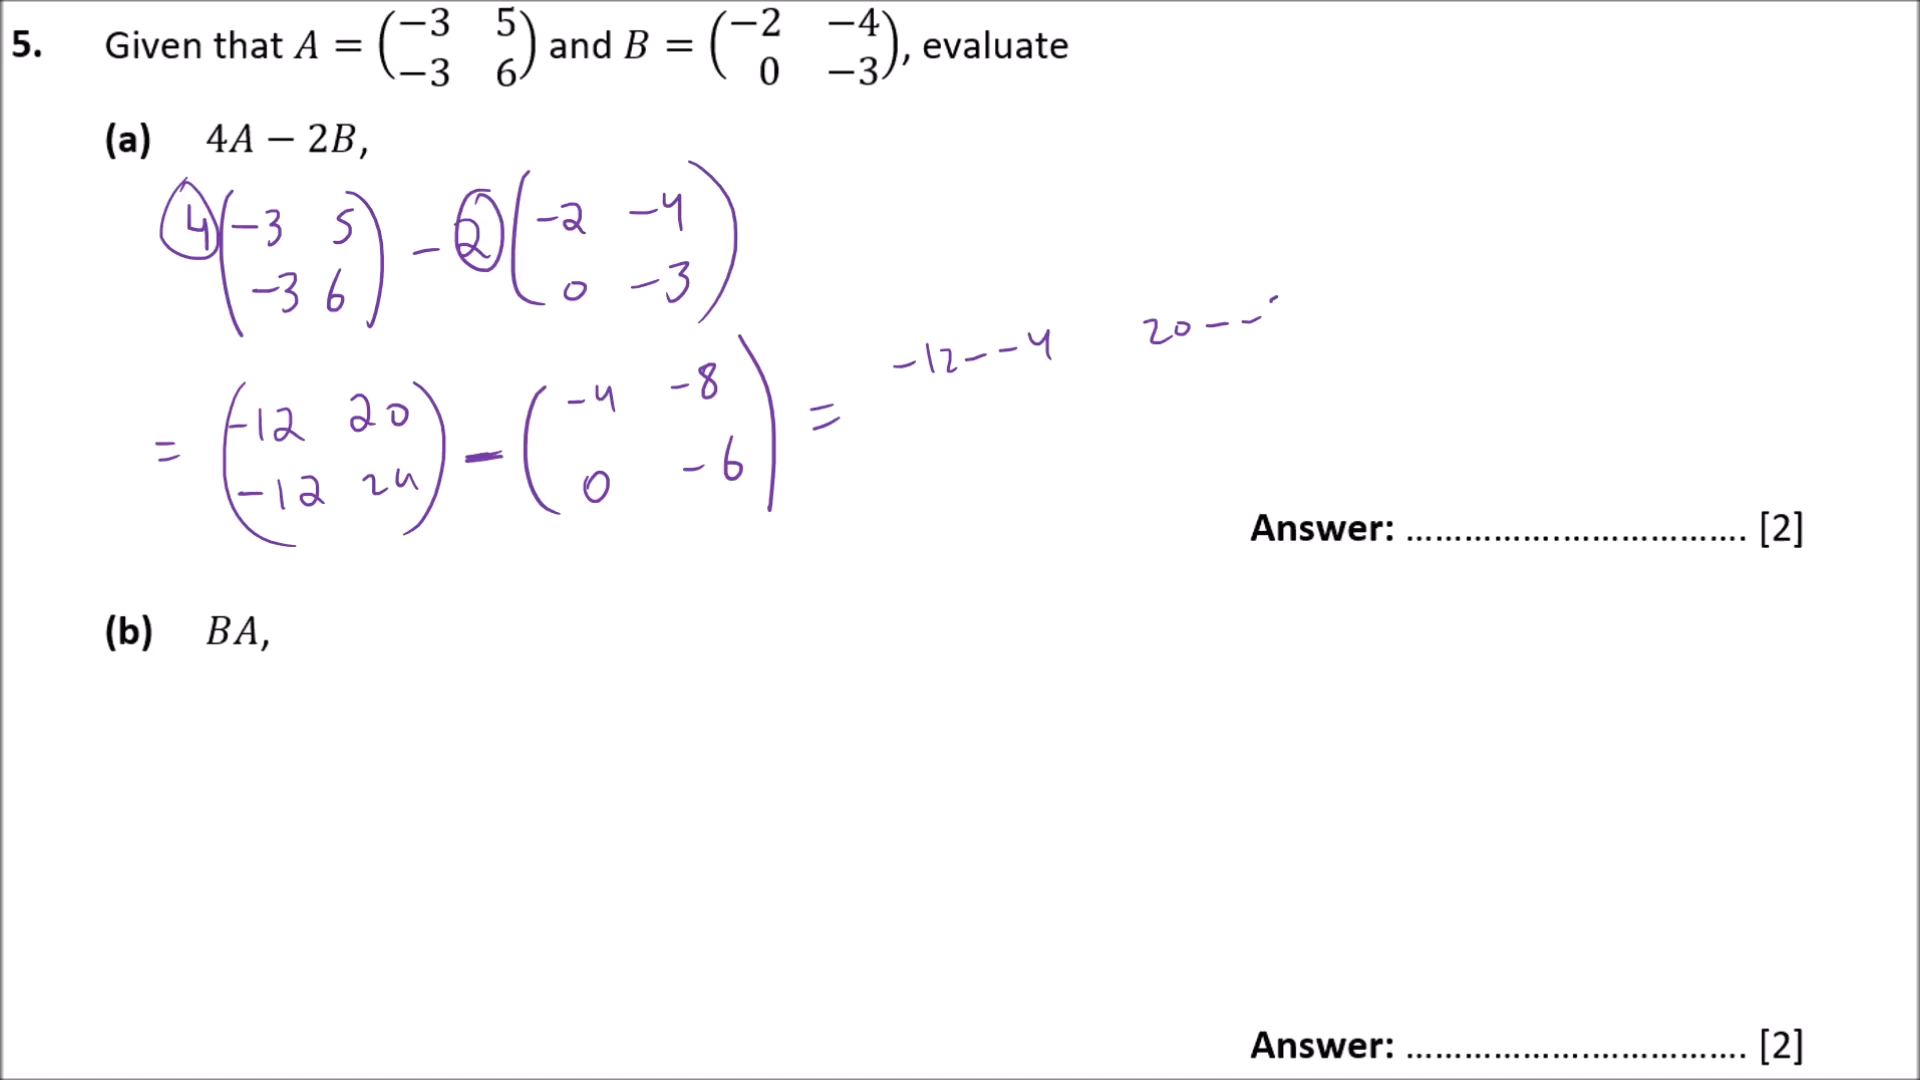 5. Given that A = (−3 5 −3 6) and B = (−2 −4 0 −3), evaluate
(a) 4A − 2B,
4(−3 5 −3 6) − 2(−2 −4 0 −3)
= (−12 20 −12 24) − (−4 −8 0 −6) = −12−−4 20−−
Answer: .................................. [2]
(b) BA,
Answer: .................................. [2]